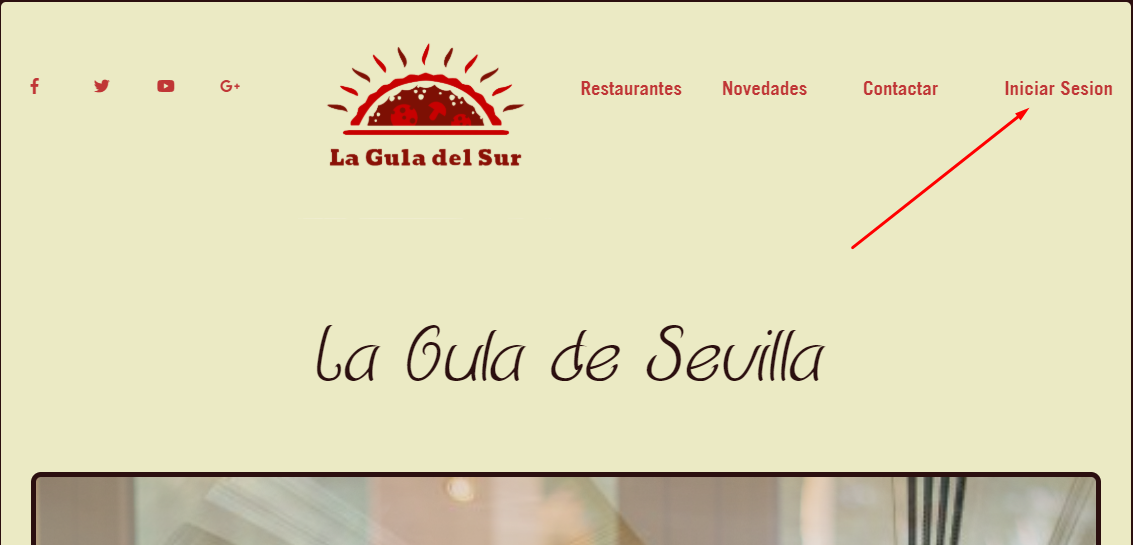 Restaurantes Novedades Contactar Iniciar Sesion
La Gula del Sur
La Gula de Sevilla